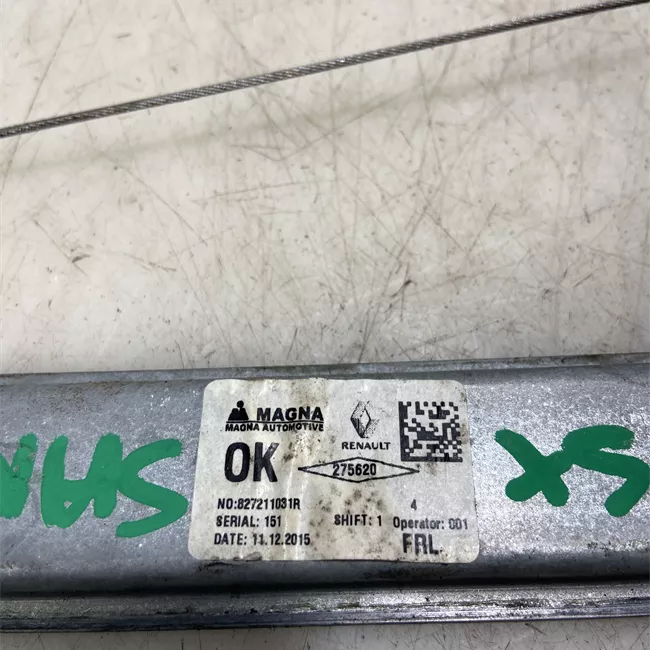 MAGNA
MAGNA AUTOMOTIVE
RENAULT
OK
275620
NO:827211031R
4
SERIAL: 151
SHIFT: 1
Operator: 001
DATE: 11.12.2015
FRL
SX